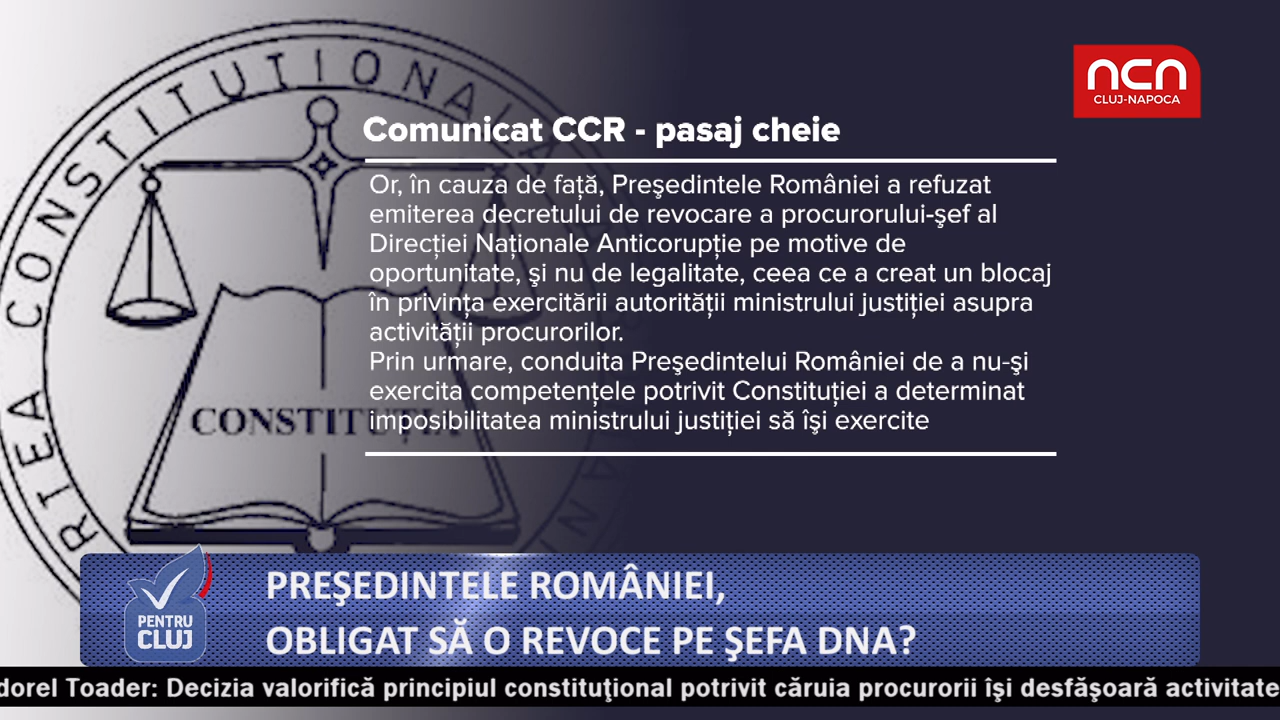 CURTEA CONSTITUȚIONALĂ
ncn
CLUJ-NAPOCA
Comunicat CCR - pasaj cheie
Or, în cauza de față, Preşedintele României a refuzat
emiterea decretului de revocare a procurorului-şef al
Direcției Naționale Anticorupție pe motive de
oportunitate, şi nu de legalitate, ceea ce a creat un blocaj
în privința exercitării autorității ministrului justiției asupra
activității procurorilor.
Prin urmare, conduita Preşedintelui României de a nu-şi
exercita competențele potrivit Constituției a determinat
imposibilitatea ministrului justiției să îşi exercite
CONSTITUȚIA
PREŞEDINTELE ROMÂNIEI,
OBLIGAT SĂ O REVOCE PE ŞEFA DNA?
PENTRU
CLUJ
dorel Toader: Decizia valorifică principiul constituţional potrivit căruia procurorii îşi desfăşoară activitate